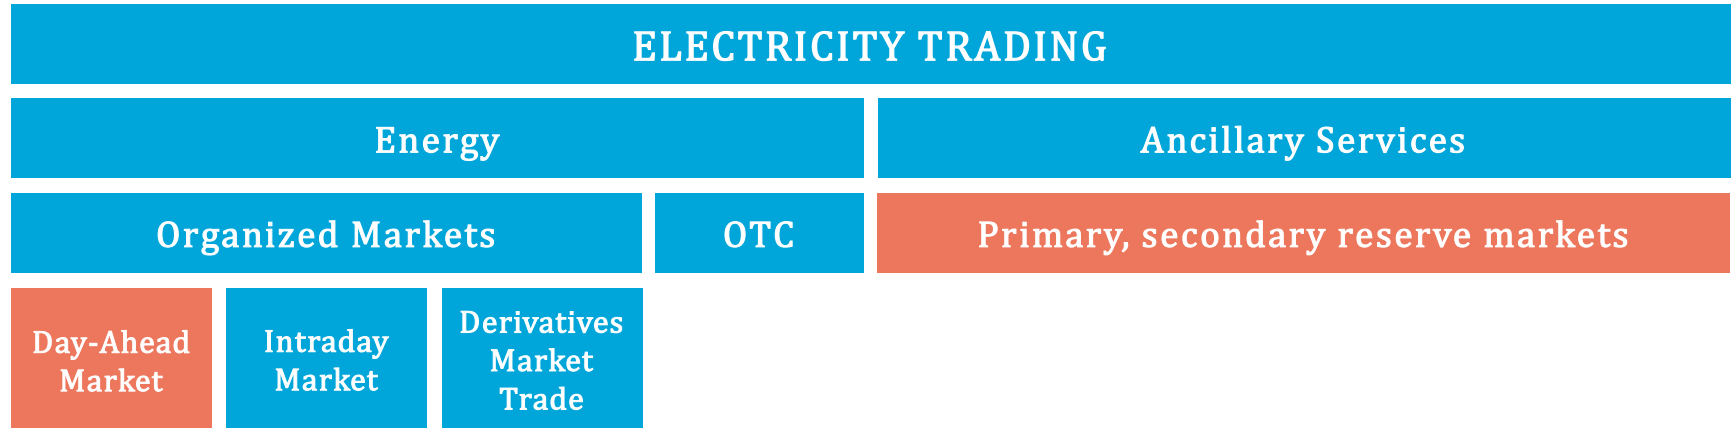 ELECTRICITY TRADING
Energy
Ancillary Services
Organized Markets
OTC
Primary, secondary reserve markets
Day-Ahead
Market
Intraday
Market
Derivatives
Market
Trade